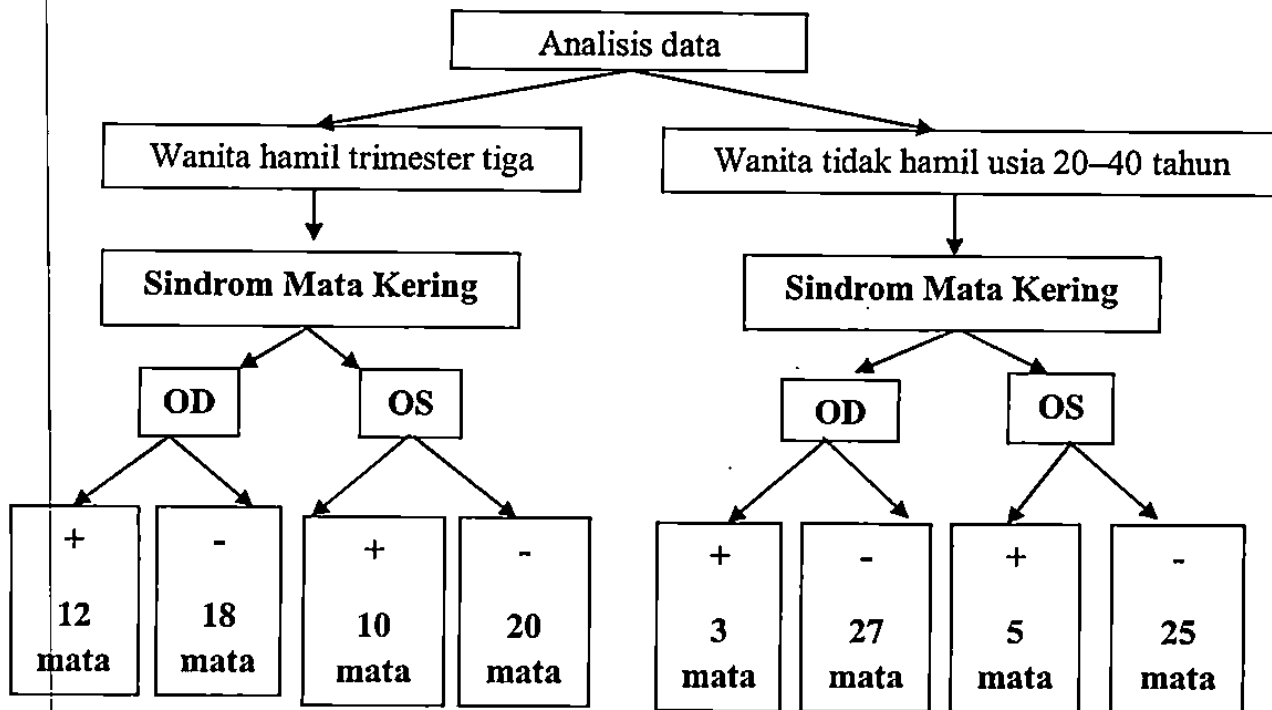 Analisis data
Wanita hamil trimester tiga
Wanita tidak hamil usia 20–40 tahun
Sindrom Mata Kering
Sindrom Mata Kering
OD
OS
OD
OS
+
12
mata
-
18
mata
+
10
mata
-
20
mata
+
3
mata
-
27
mata
+
5
mata
-
25
mata